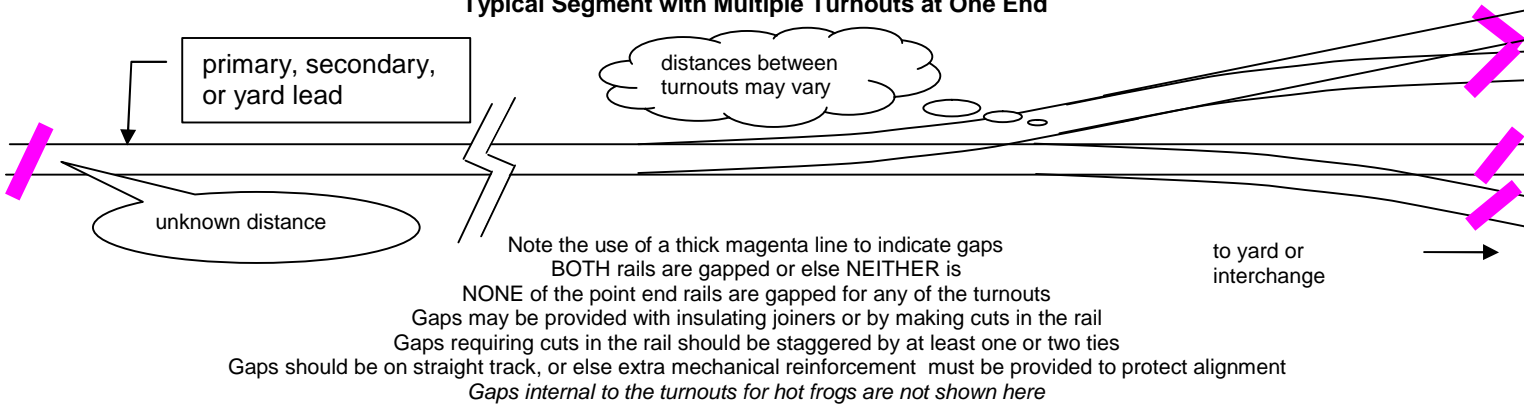 Typical Segment with Multiple Turnouts at One End
primary, secondary,
or yard lead
distances between
turnouts may vary
unknown distance
Note the use of a thick magenta line to indicate gaps
BOTH rails are gapped or else NEITHER is
NONE of the point end rails are gapped for any of the turnouts
Gaps may be provided with insulating joiners or by making cuts in the rail
Gaps requiring cuts in the rail should be staggered by at least one or two ties
Gaps should be on straight track, or else extra mechanical reinforcement must be provided to protect alignment
Gaps internal to the turnouts for hot frogs are not shown here
to yard or
interchange